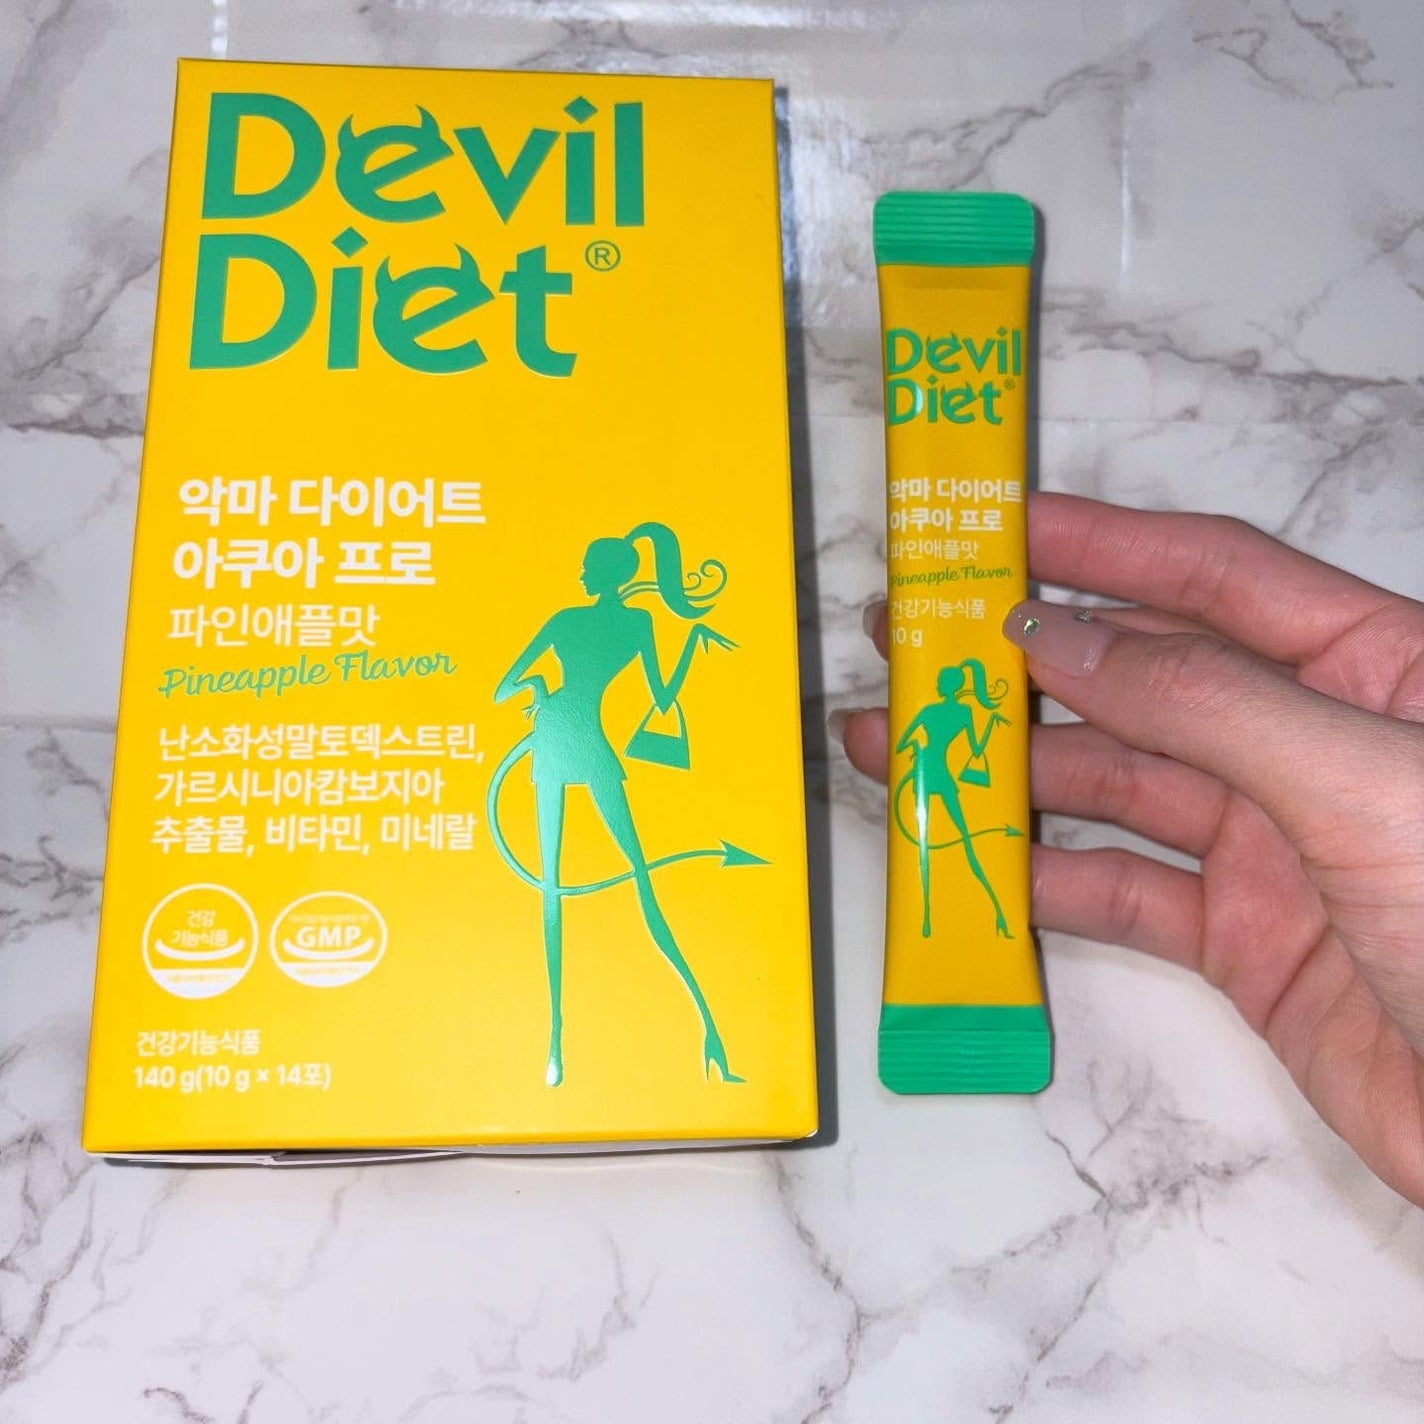 Devil
Diet®
악마 다이어트
아쿠아 프로
파인애플맛
Pineapple Flavor
난소화성말토덱스트린,
가르시니아캄보지아
추출물, 비타민, 미네랄
건강
기능식품
GMP
건강기능식품
140 g(10 g × 14포)
Devil
Diet®
악마 다이어트
아쿠아 프로
파인애플맛
Pineapple Flavor
건강기능식품
10 g